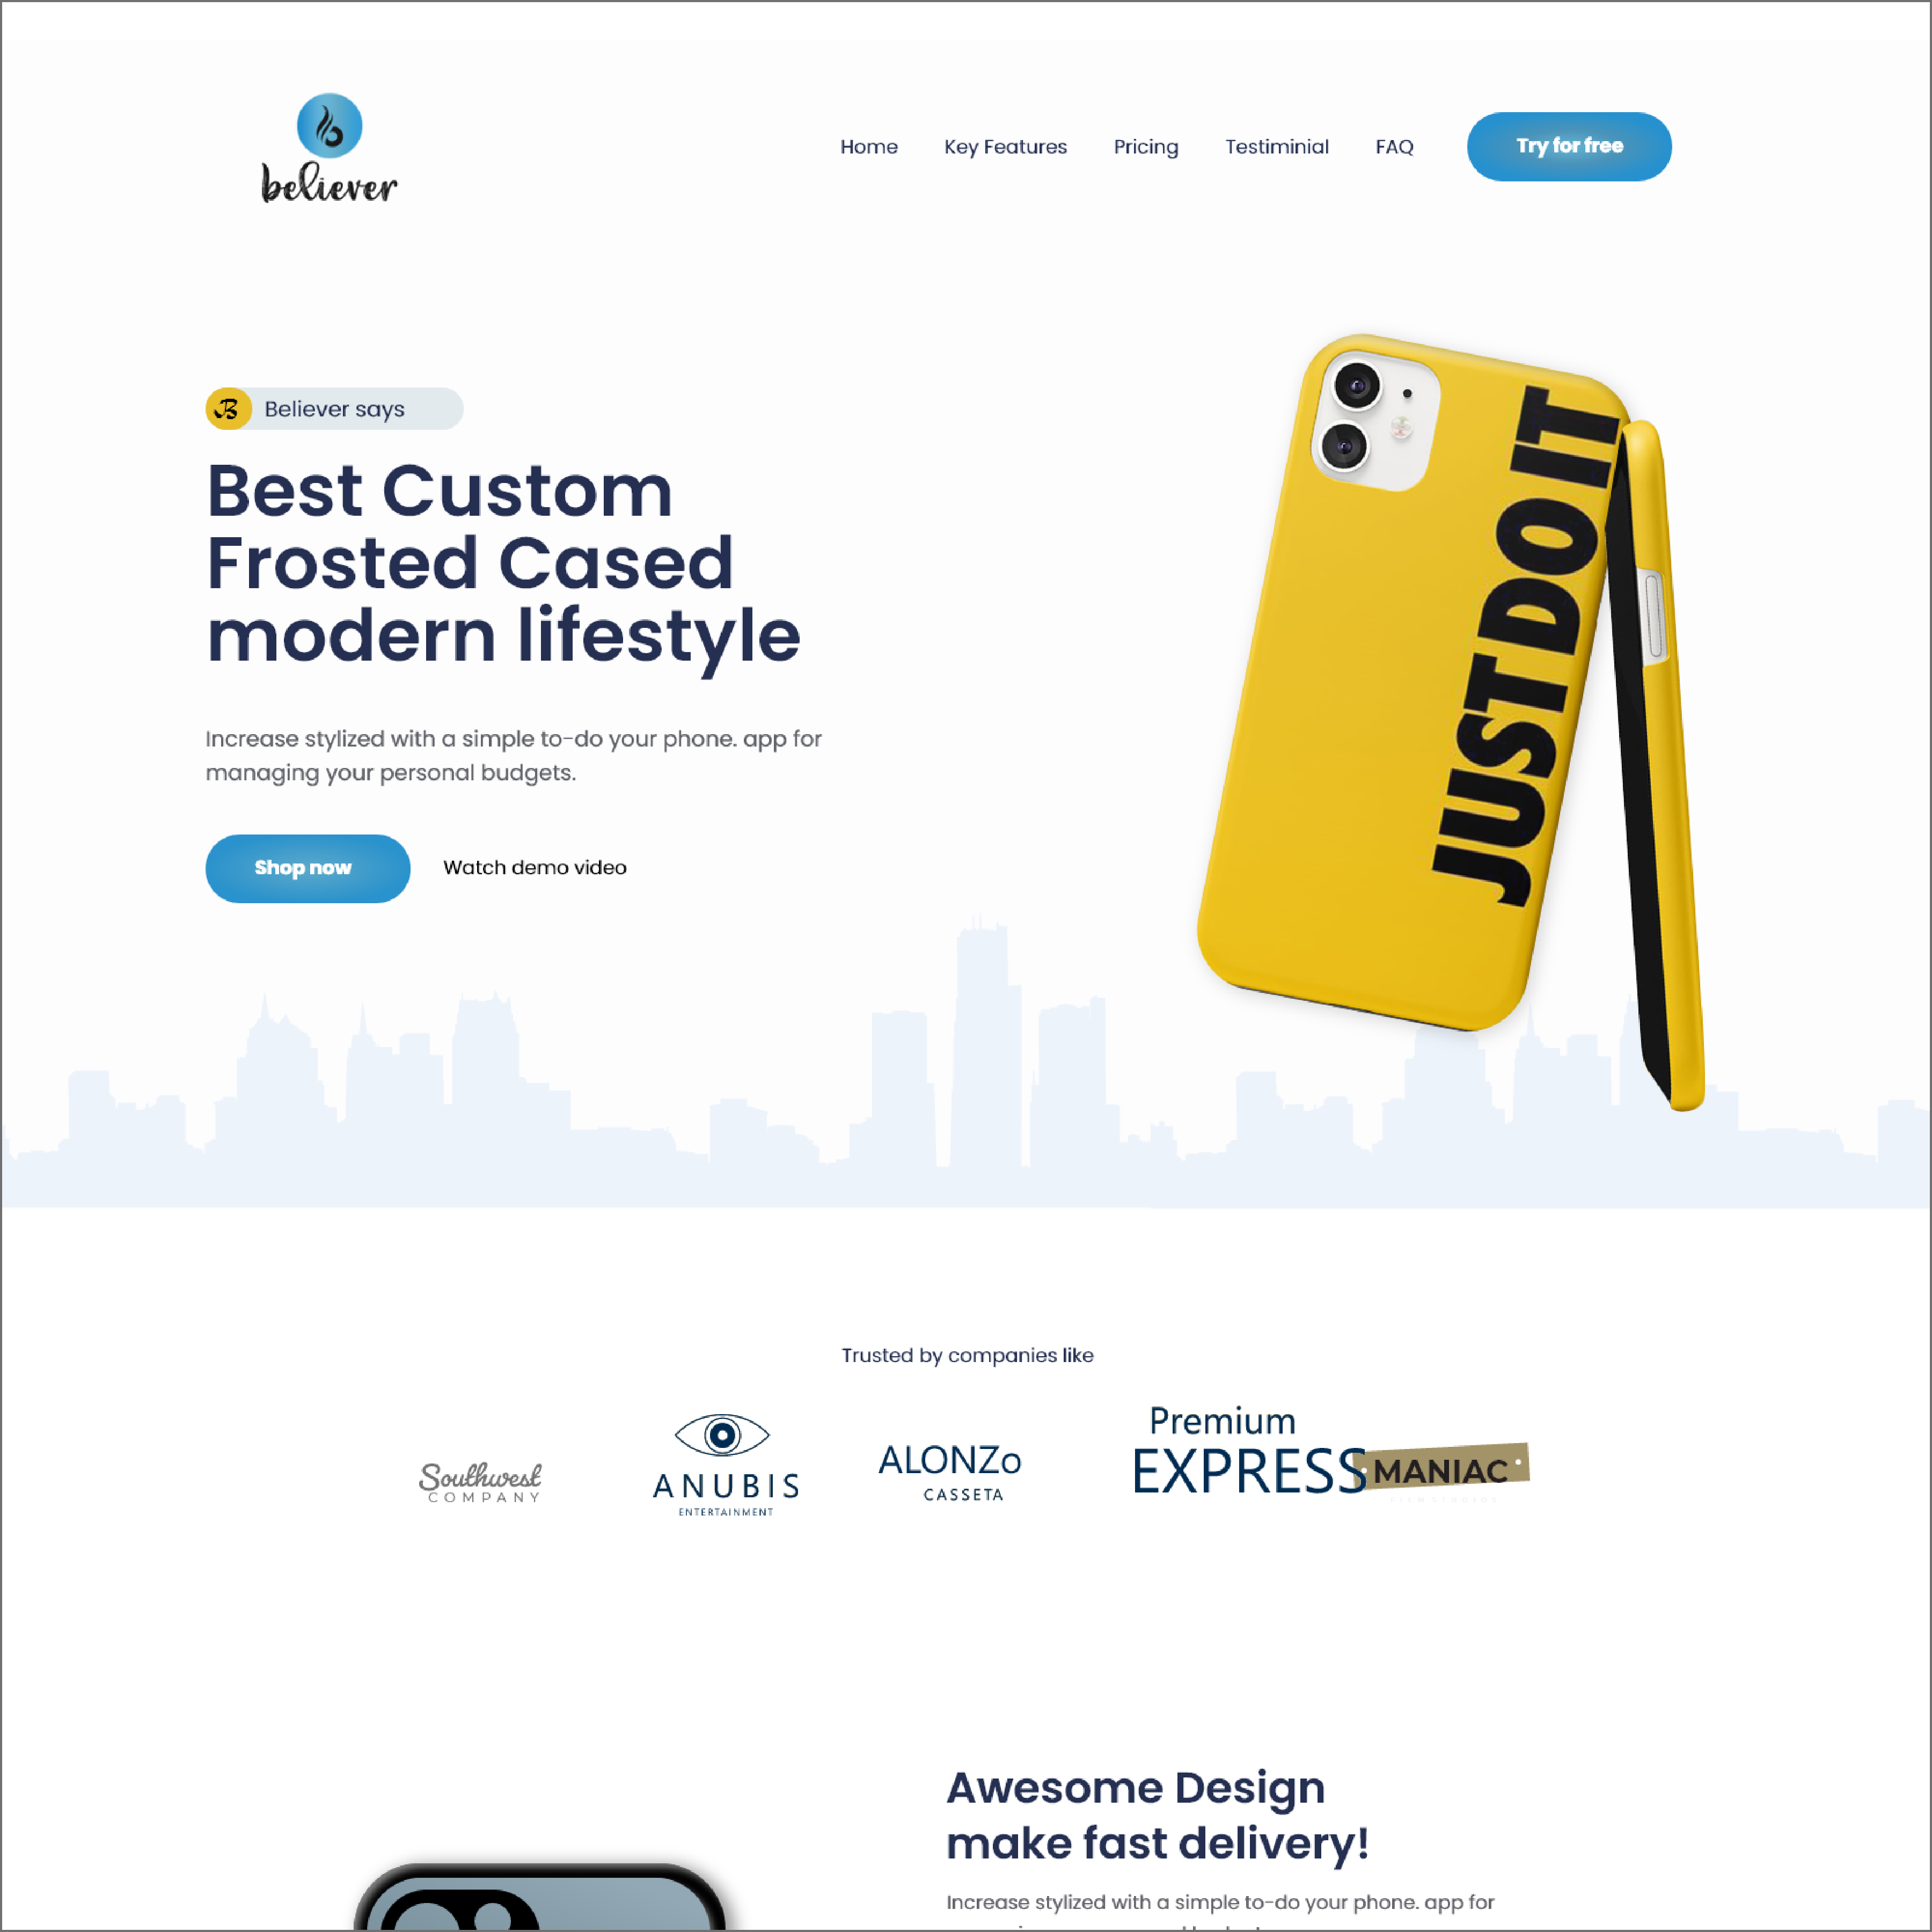 believer
Home Key Features Pricing Testiminial FAQ Try for free
B Believer says
Best Custom
Frosted Cased
modern lifestyle
Increase stylized with a simple to-do your phone. app for
managing your personal budgets.
Shop now Watch demo video
JUST DO IT
Trusted by companies like
Southwest
COMPANY
ANUBIS
ENTERTAINMENT
ALONZo
CASSETA
Premium
EXPRESS
MANIAC
Awesome Design
make fast delivery!
Increase stylized with a simple to-do your phone. app for